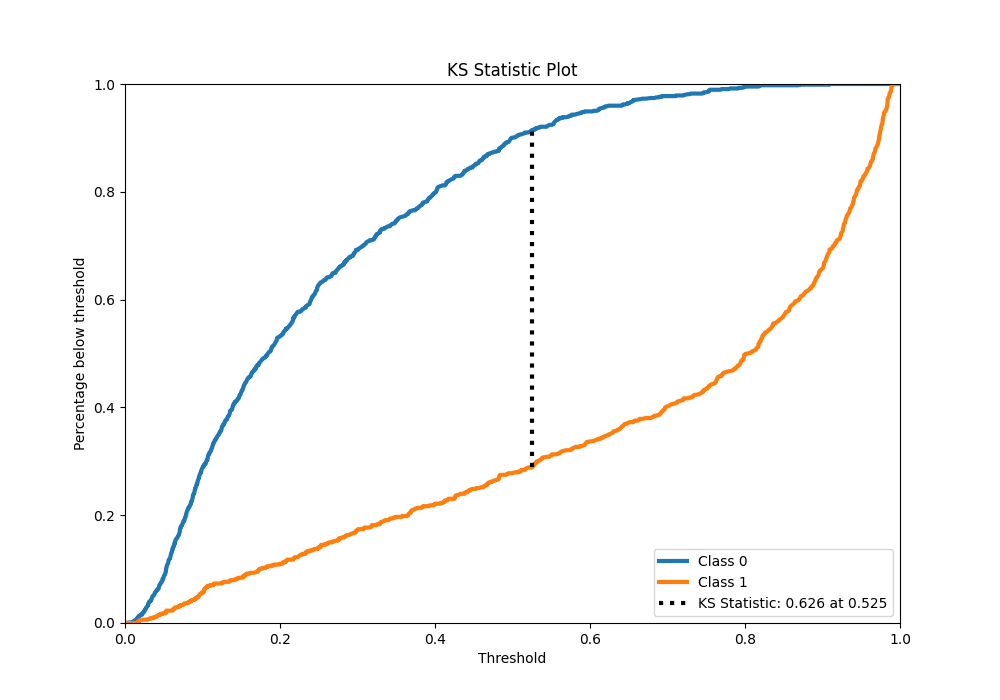 KS Statistic Plot
1.0
0.8
0.6
0.4
0.2
0.0
Percentage below threshold
0.0 0.2 0.4 0.6 0.8 1.0
Threshold
Class 0
Class 1
KS Statistic: 0.626 at 0.525